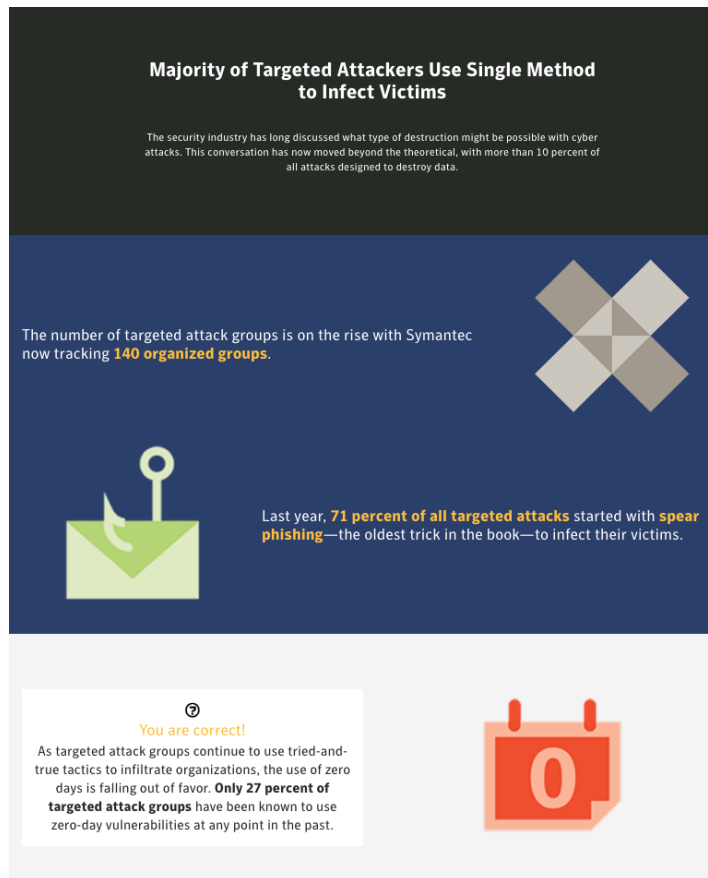 Majority of Targeted Attackers Use Single Method
to Infect Victims
The security industry has long discussed what type of destruction might be possible with cyber
attacks. This conversation has now moved beyond the theoretical, with more than 10 percent of
all attacks designed to destroy data.
The number of targeted attack groups is on the rise with Symantec
now tracking 140 organized groups.
Last year, 71 percent of all targeted attacks started with spear
phishing—the oldest trick in the book—to infect their victims.
?
You are correct!
As targeted attack groups continue to use tried-and-
true tactics to infiltrate organizations, the use of zero
days is falling out of favor. Only 27 percent of
targeted attack groups have been known to use
zero-day vulnerabilities at any point in the past.
0